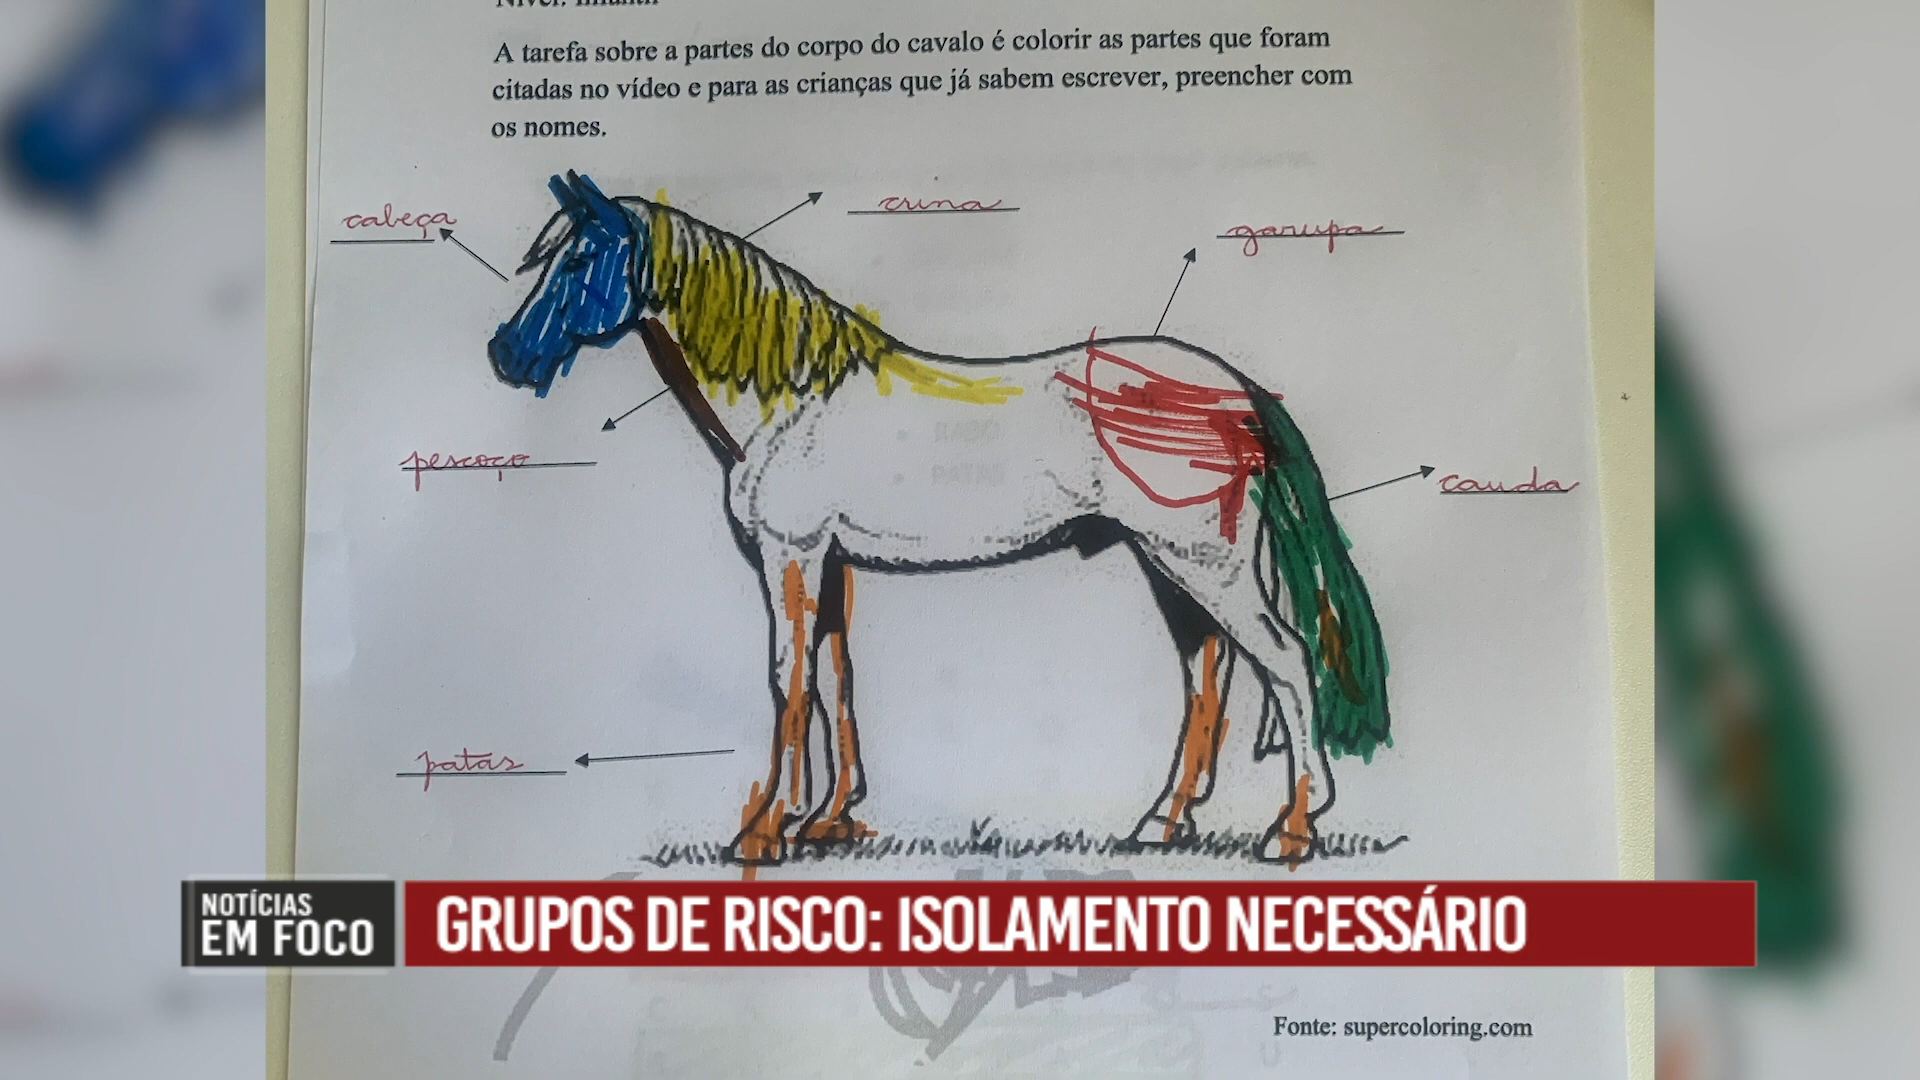 Nível: Infantil
A tarefa sobre a partes do corpo do cavalo é colorir as partes que foram
citadas no vídeo e para as crianças que já sabem escrever, preencher com
os nomes.
cabeça
crina
garupa
pescoço
cauda
patas
NOTÍCIAS
EM FOCO
GRUPOS DE RISCO: ISOLAMENTO NECESSÁRIO
Fonte: supercoloring.com